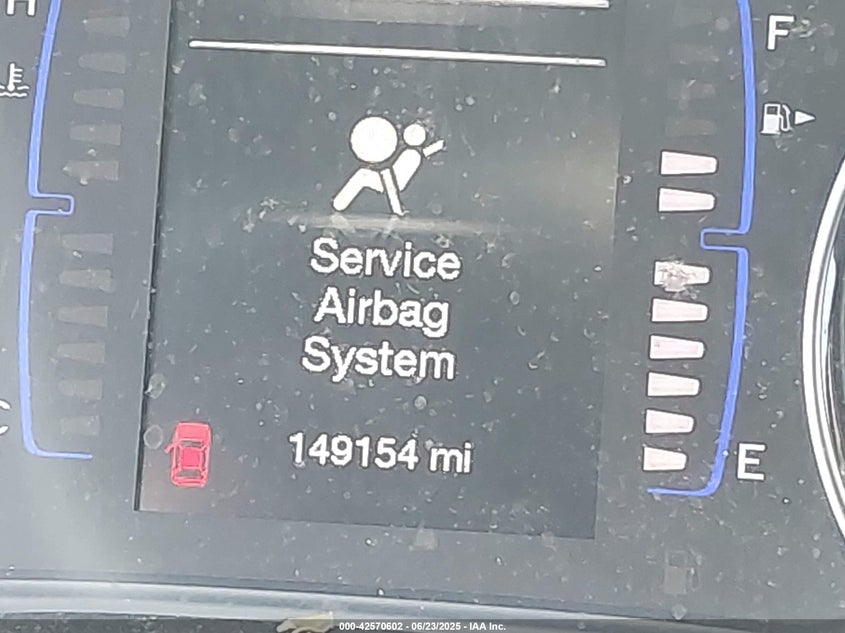 H
F
Service
Airbag
System
C
149154 mi
E
000-42570602 - 06/23/2025 - IAA Inc.